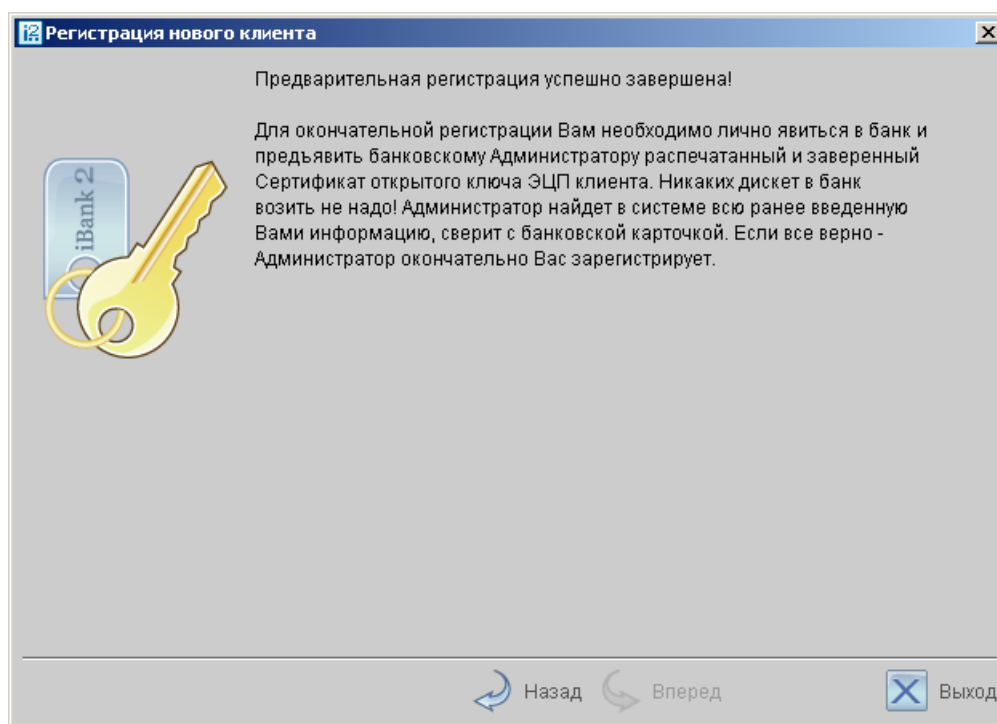 Регистрация нового клиента
Предварительная регистрация успешно завершена!
Для окончательной регистрации Вам необходимо лично явиться в банк и
предъявить банковскому Администратору распечатанный и заверенный
Сертификат открытого ключа ЭЦП клиента. Никаких дискет в банк
возить не надо! Администратор найдет в системе всю ранее введенную
Вами информацию, сверит с банковской карточкой. Если все верно -
Администратор окончательно Вас зарегистрирует.
iBank 2
Назад Вперед Выход